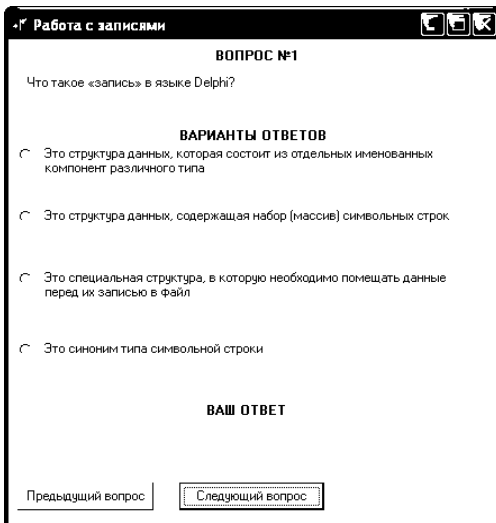 Работа с записями
ВОПРОС №1
Что такое «запись» в языке Delphi?
ВАРИАНТЫ ОТВЕТОВ
Это структура данных, которая состоит из отдельных именованных
компонент различного типа
Это структура данных, содержащая набор (массив) символьных строк
Это специальная структура, в которую необходимо помещать данные
перед их записью в файл
Это синоним типа символьной строки
ВАШ ОТВЕТ
Предыдущий вопрос
Следующий вопрос